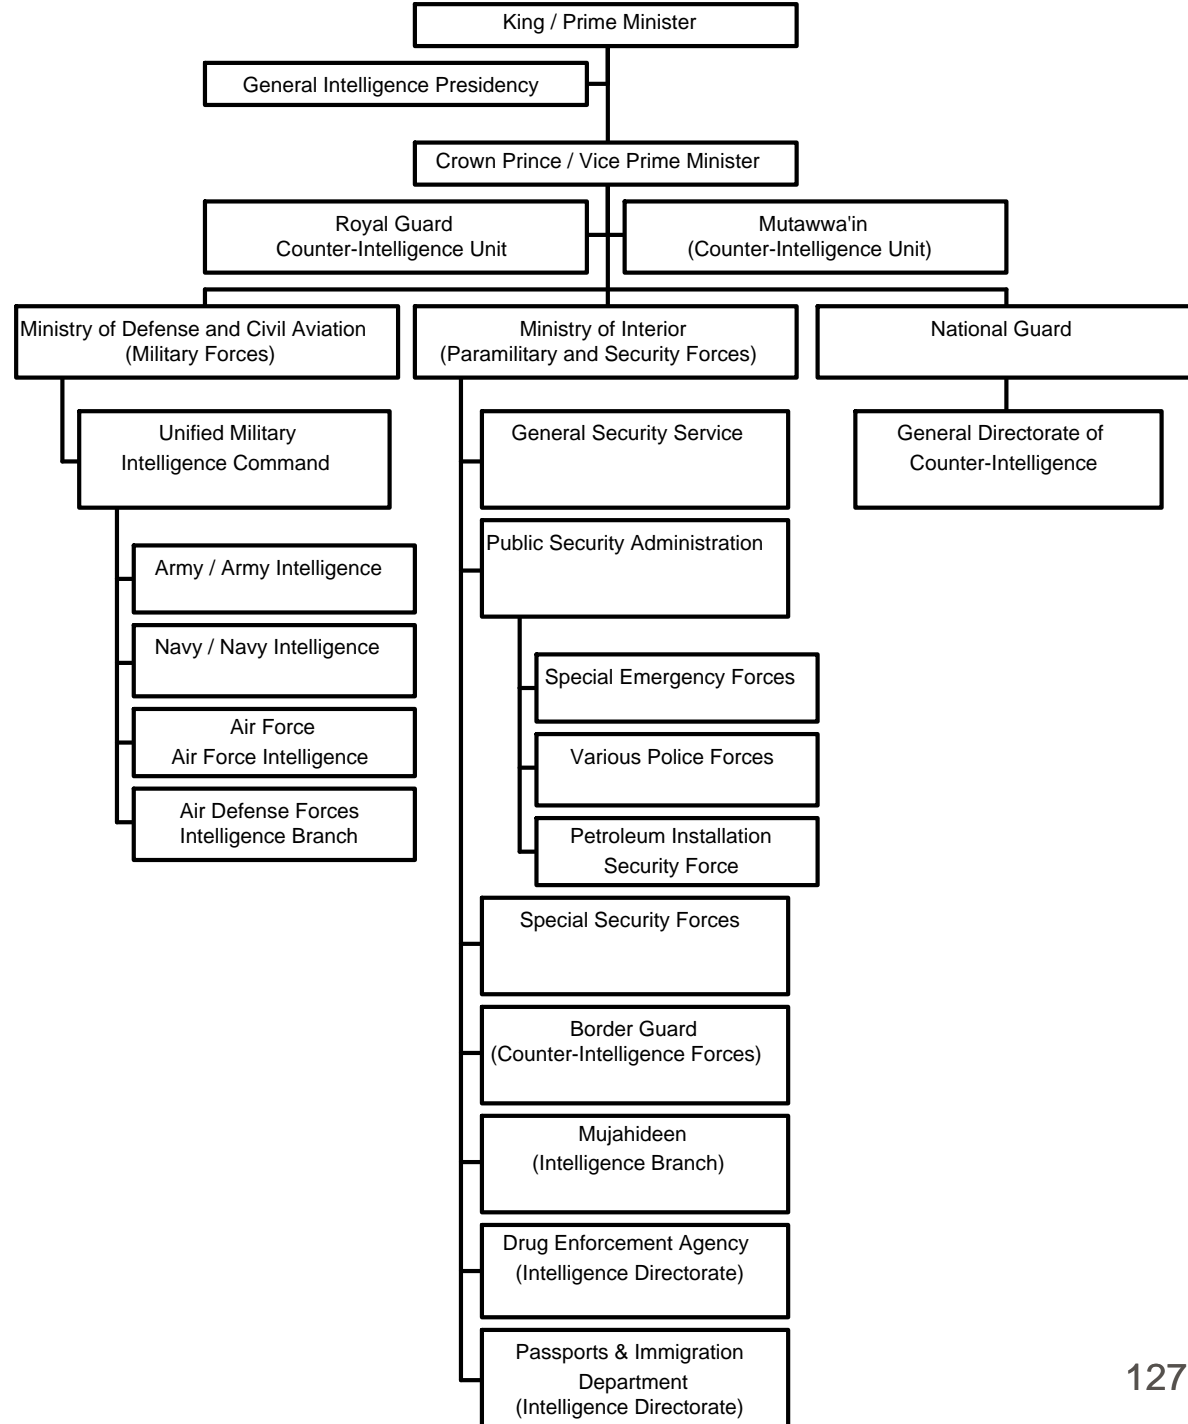 King / Prime Minister
General Intelligence Presidency
Crown Prince / Vice Prime Minister
Royal Guard
Counter-Intelligence Unit
Mutawwa'in
(Counter-Intelligence Unit)
Ministry of Defense and Civil Aviation
(Military Forces)
Ministry of Interior
(Paramilitary and Security Forces)
National Guard
Unified Military
Intelligence Command
Army / Army Intelligence
Navy / Navy Intelligence
Air Force
Air Force Intelligence
Air Defense Forces
Intelligence Branch
General Security Service
Public Security Administration
Special Emergency Forces
Various Police Forces
Petroleum Installation
Security Force
Special Security Forces
Border Guard
(Counter-Intelligence Forces)
Mujahideen
(Intelligence Branch)
Drug Enforcement Agency
(Intelligence Directorate)
Passports & Immigration
Department
(Intelligence Directorate)
General Directorate of
Counter-Intelligence
127